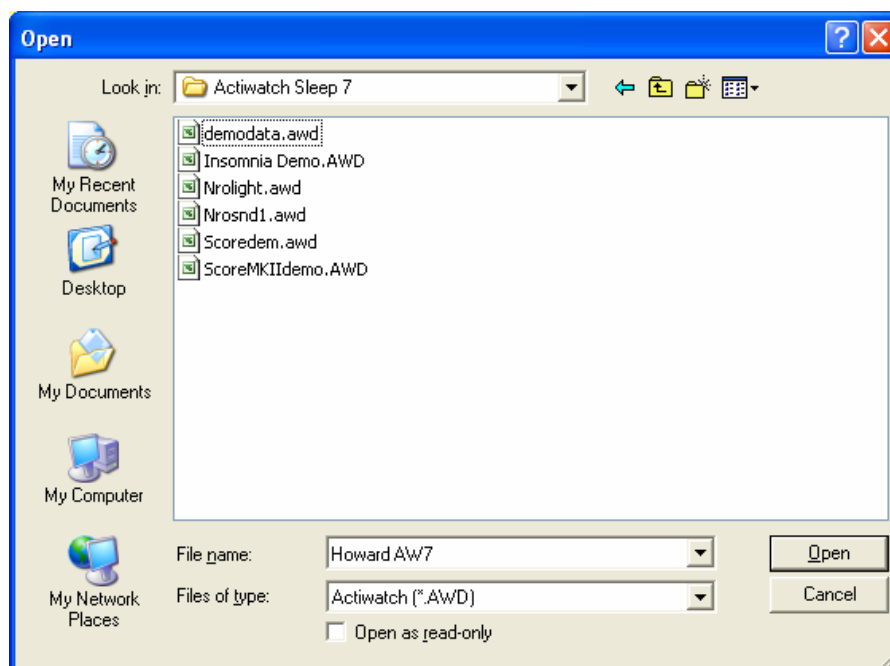 Open
Look in: Actiwatch Sleep 7
My Recent
Documents
Desktop
My Documents
My Computer
My Network
Places
demodata.awd
Insomnia Demo.AWD
Nrolight.awd
Nrosnd1.awd
Scoredem.awd
ScoreMKIIdemo.AWD
File name: Howard AW7 Open
Files of type: Actiwatch (*.AWD) Cancel
Open as read-only